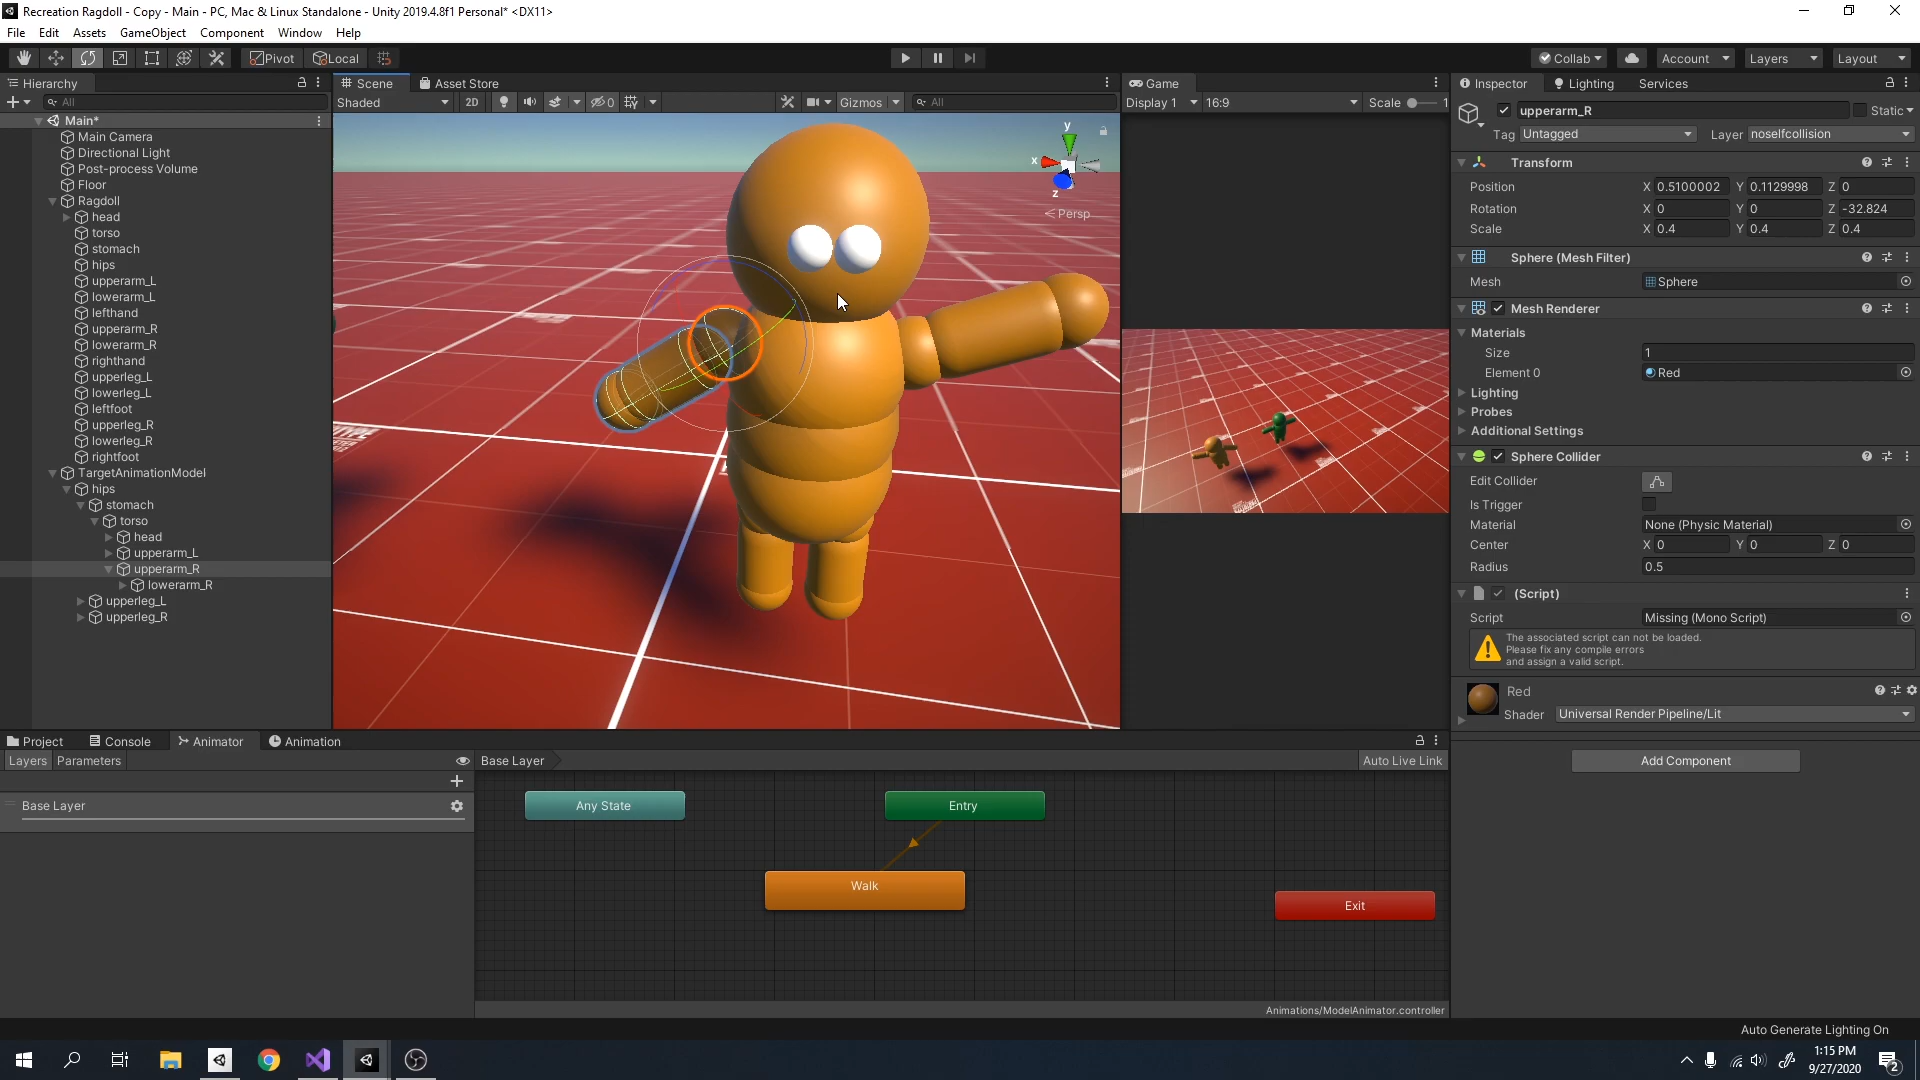 Recreation Ragdoll - Copy - Main - PC, Mac & Linux Standalone - Unity 2019.4.8f1 Personal* <DX11>
File Edit Assets GameObject Component Window Help
Pivot Local Collab Account Layers Layout
Hierarchy
All
Main*
Main Camera
Directional Light
Post-process Volume
Floor
Ragdoll
head
torso
stomach
hips
upperarm_L
lowerarm_L
lefthand
upperarm_R
lowerarm_R
righthand
upperleg_L
lowerleg_L
leftfoot
upperleg_R
lowerleg_R
rightfoot
TargetAnimationModel
hips
stomach
torso
head
upperarm_L
upperarm_R
lowerarm_R
upperleg_L
upperleg_R
Scene Asset Store
Shaded 2D 0 Gizmos All
y
x
z
Persp
Game
Display 1 16:9 Scale 1
Inspector Lighting Services
upperarm_R Static
Tag Untagged Layer noselfcollision
Transform
Position X 0.5100002 Y 0.1129998 Z 0
Rotation X 0 Y 0 Z -32.824
Scale X 0.4 Y 0.4 Z 0.4
Sphere (Mesh Filter)
Mesh Sphere
Mesh Renderer
Materials
Size 1
Element 0 Red
Lighting
Probes
Additional Settings
Sphere Collider
Edit Collider
Is Trigger
Material None (Physic Material)
Center X 0 Y 0 Z 0
Radius 0.5
(Script)
Script Missing (Mono Script)
The associated script can not be loaded.
Please fix any compile errors
and assign a valid script.
Red
Shader Universal Render Pipeline/Lit
Add Component
Project Console Animator Animation
Layers Parameters Base Layer Auto Live Link
Base Layer
Any State
Entry
Walk
Exit
Animations/ModelAnimator.controller
Auto Generate Lighting On
1:15 PM
9/27/2020
2